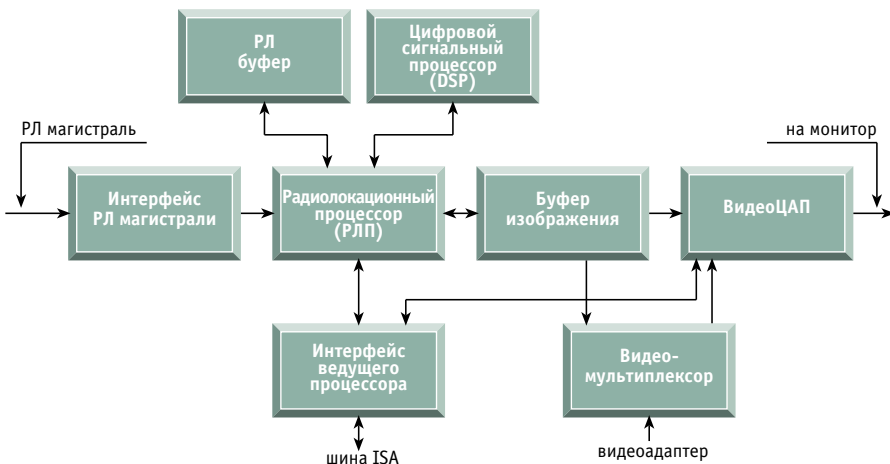 РЛ
буфер
Цифровой
сигнальный
процессор
(DSP)
РЛ магистраль
на монитор
Интерфейс
РЛ магистрали
Радиолокационный
процессор
(РЛП)
Буфер
изображения
ВидеоЦАП
Интерфейс
ведущего
процессора
Видео-
мультиплексор
шина ISA
видеоадаптер